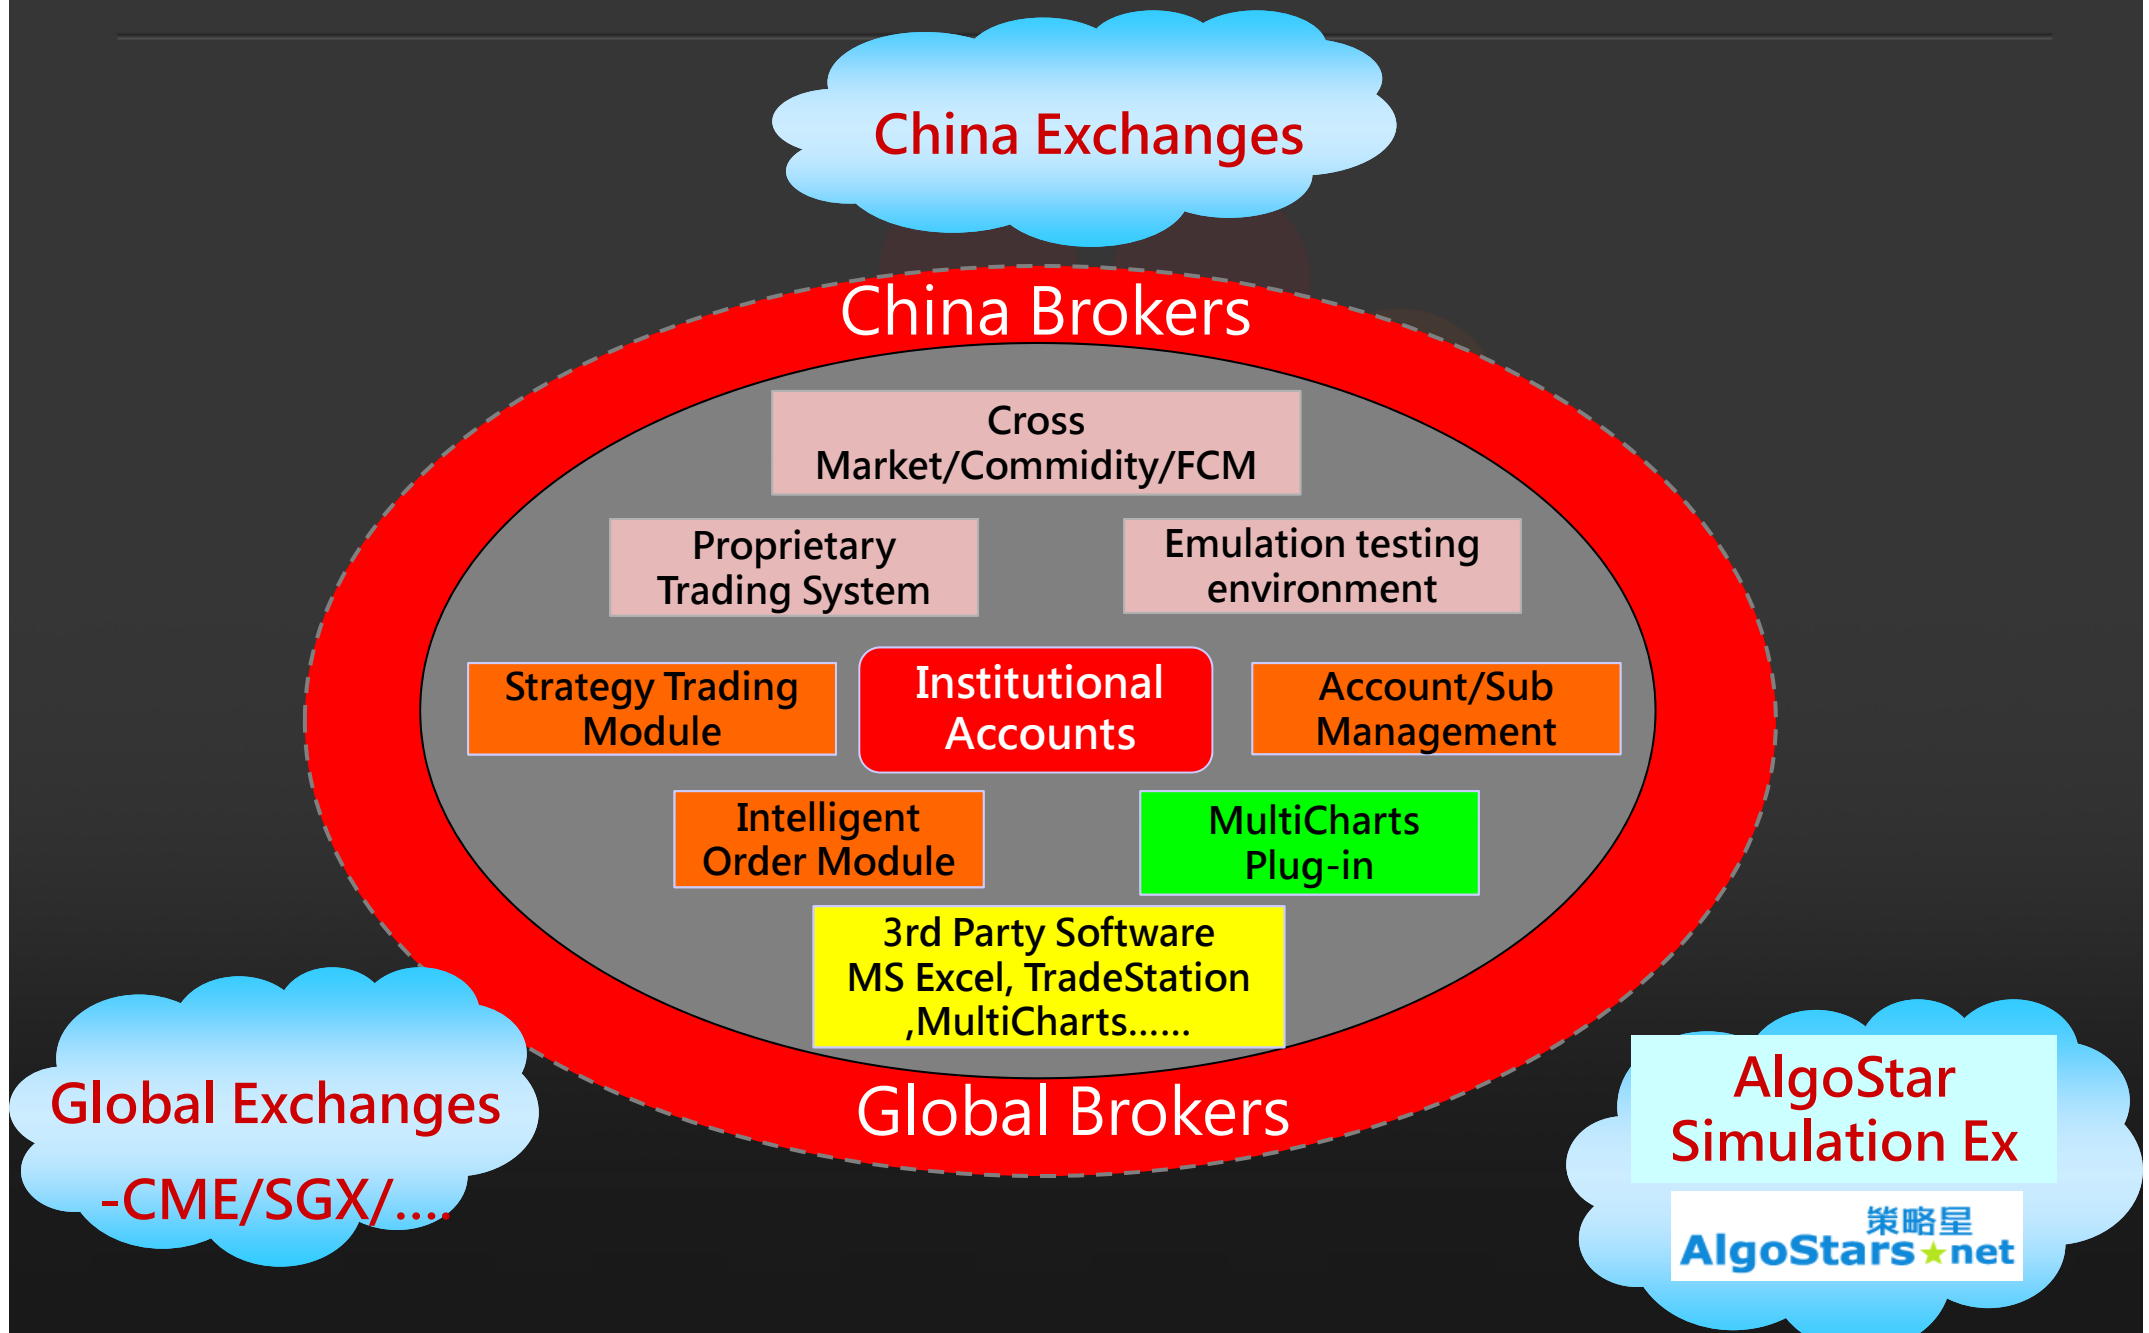 China Exchanges
China Brokers
Cross
Market/Commidity/FCM
Proprietary
Trading System
Emulation testing
environment
Strategy Trading
Module
Institutional
Accounts
Account/Sub
Management
Intelligent
Order Module
MultiCharts
Plug-in
3rd Party Software
MS Excel, TradeStation
,MultiCharts......
Global Brokers
Global Exchanges
-CME/SGX/....
AlgoStar
Simulation Ex
策略星
AlgoStars★net